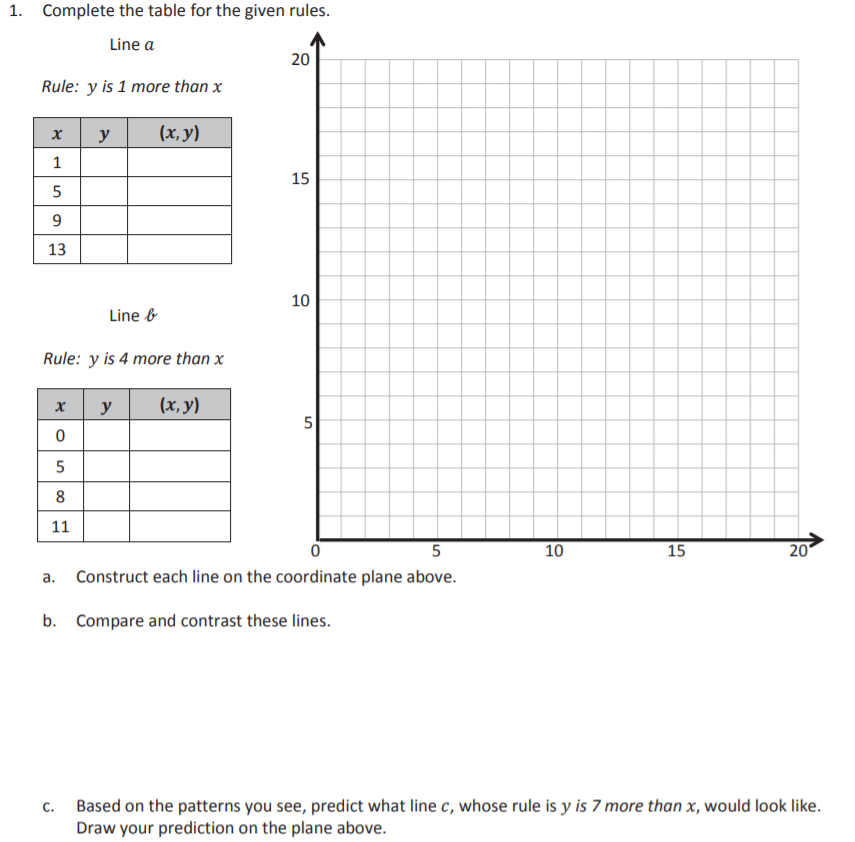 1. Complete the table for the given rules.
Line a
Rule: y is 1 more than x
x y (x, y)
1
5
9
13
Line b
Rule: y is 4 more than x
x y (x, y)
0
5
8
11
20
15
10
5
0 5 10 15 20
a. Construct each line on the coordinate plane above.
b. Compare and contrast these lines.
c. Based on the patterns you see, predict what line c, whose rule is y is 7 more than x, would look like.
Draw your prediction on the plane above.